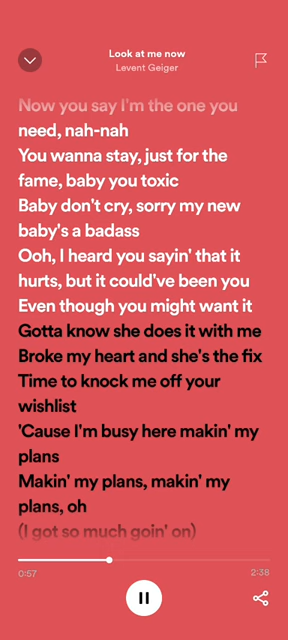 Look at me now
Levent Geiger
Now you say I'm the one you
need, nah-nah
You wanna stay, just for the
fame, baby you toxic
Baby don't cry, sorry my new
baby's a badass
Ooh, I heard you sayin' that it
hurts, but it could've been you
Even though you might want it
Gotta know she does it with me
Broke my heart and she's the fix
Time to knock me off your
wishlist
'Cause I'm busy here makin' my
plans
Makin' my plans, makin' my
plans, oh
(I got so much goin' on)
0:57
2:38